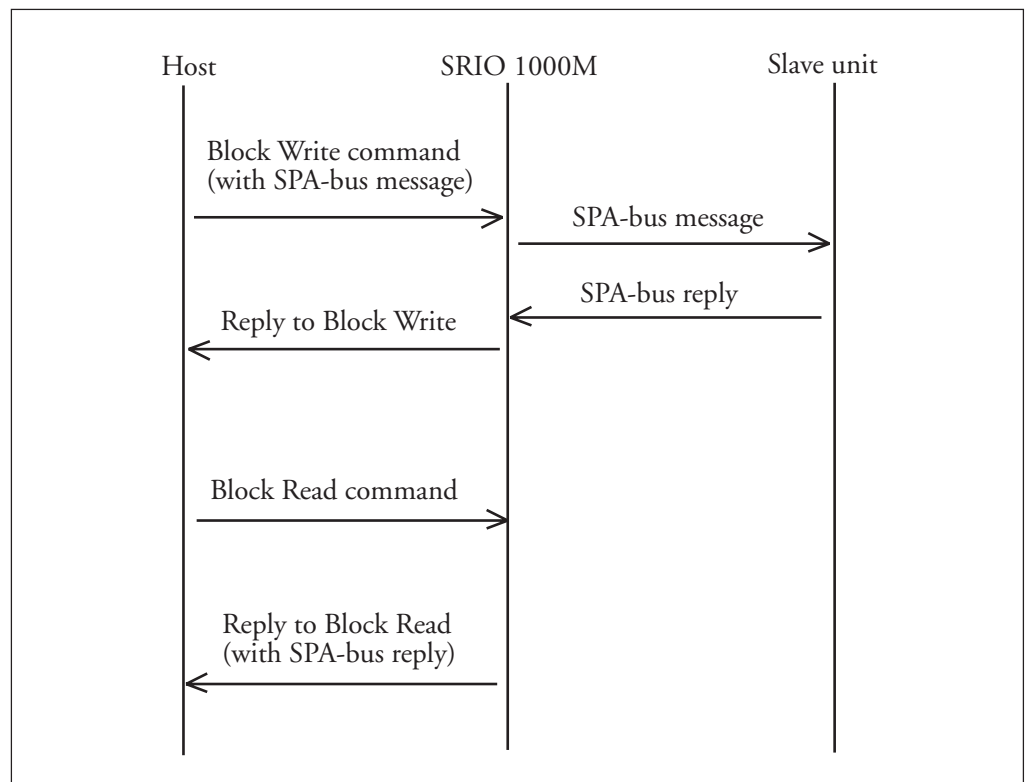 Host
SRIO 1000M
Slave unit
Block Write command
(with SPA-bus message)
SPA-bus message
SPA-bus reply
Reply to Block Write
Block Read command
Reply to Block Read
(with SPA-bus reply)